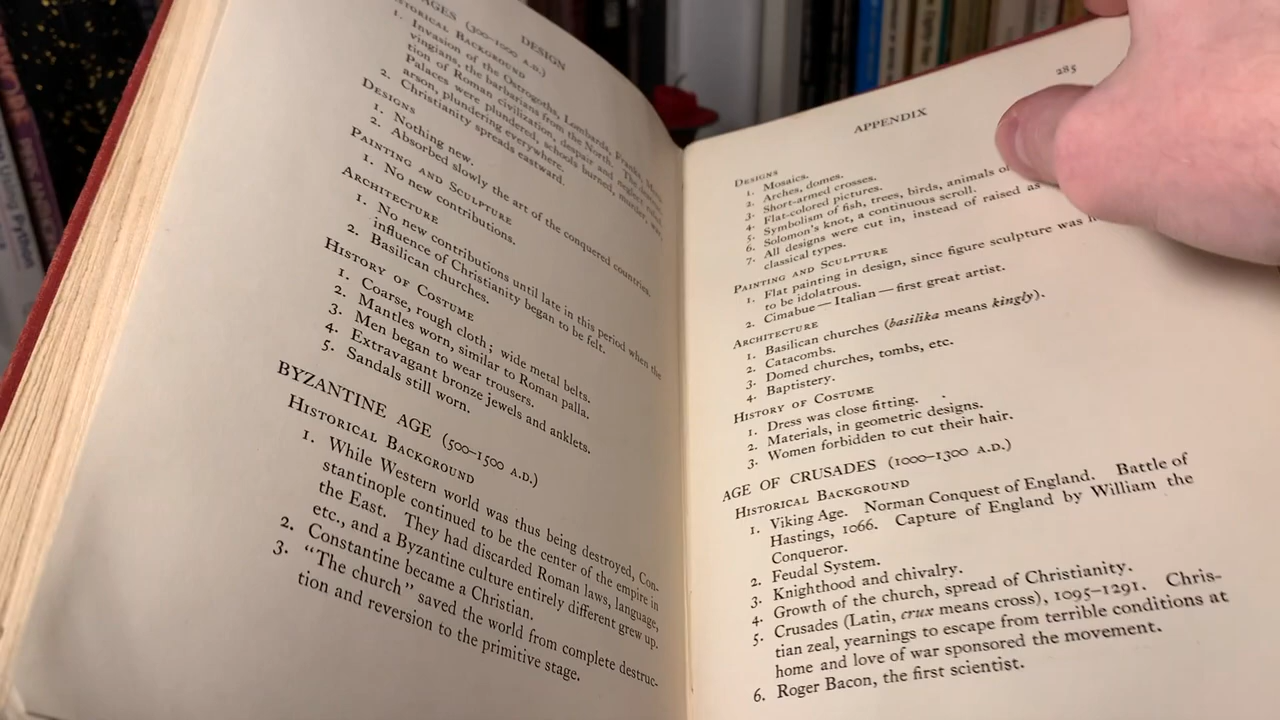 DESIGN
AGES (300–1000 A.D.)
HISTORICAL BACKGROUND
1. Invasion of the Ostrogoths, Lombards, Franks,
vingians, the barbarians from the North. The
tion of Roman civilization, despair and neglect
Palaces were plundered, schools burned, murder,
arson, plundering everywhere.
2. Christianity spreads eastward.
DESIGNS
1. Nothing new.
2. Absorbed slowly the art of the conquered countries.
PAINTING AND SCULPTURE
1. No new contributions.
ARCHITECTURE
1. No new contributions until late in this period when the
influence of Christianity began to be felt.
2. Basilican churches.
HISTORY OF COSTUME
1. Coarse, rough cloth; wide metal belts.
2. Mantles worn, similar to Roman palla.
3. Men began to wear trousers.
4. Extravagant bronze jewels and anklets.
5. Sandals still worn.
BYZANTINE AGE (500–1500 A.D.)
HISTORICAL BACKGROUND
1. While Western world was thus being destroyed, Con-
stantinople continued to be the center of the empire in
the East. They had discarded Roman laws, language,
etc., and a Byzantine culture entirely different grew up.
2. Constantine became a Christian.
3. "The church" saved the world from complete destruc-
tion and reversion to the primitive stage.
APPENDIX 285
DESIGNS
1. Mosaics.
2. Arches, domes.
3. Short-armed crosses.
4. Flat-colored pictures.
5. Symbolism of fish, trees, birds, animals
6. Solomon's knot, a continuous scroll.
7. All designs were cut in, instead of raised as
classical types.
PAINTING AND SCULPTURE
1. Flat painting in design, since figure sculpture was
to be idolatrous.
2. Cimabue—Italian—first great artist.
ARCHITECTURE
1. Basilican churches (basilika means kingly).
2. Catacombs.
3. Domed churches, tombs, etc.
4. Baptistery.
HISTORY OF COSTUME
1. Dress was close fitting.
2. Materials, in geometric designs.
3. Women forbidden to cut their hair.
AGE OF CRUSADES (1000–1300 A.D.)
HISTORICAL BACKGROUND
1. Viking Age. Norman Conquest of England. Battle of
Hastings, 1066. Capture of England by William the
Conqueror.
2. Feudal System.
3. Knighthood and chivalry.
4. Growth of the church, spread of Christianity.
5. Crusades (Latin, crux means cross), 1095–1291. Chris-
tian zeal, yearnings to escape from terrible conditions at
home and love of war sponsored the movement.
6. Roger Bacon, the first scientist.
Using Python